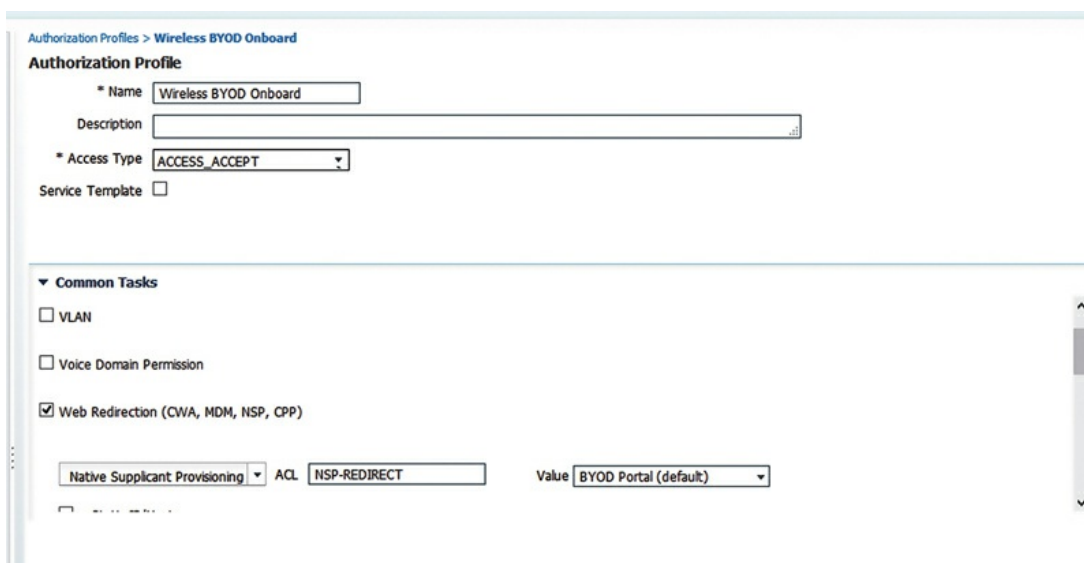 Authorization Profiles > Wireless BYOD Onboard
Authorization Profile
* Name Wireless BYOD Onboard
Description
* Access Type ACCESS_ACCEPT
Service Template
Common Tasks
VLAN
Voice Domain Permission
Web Redirection (CWA, MDM, NSP, CPP)
Native Supplicant Provisioning ACL NSP-REDIRECT Value BYOD Portal (default)